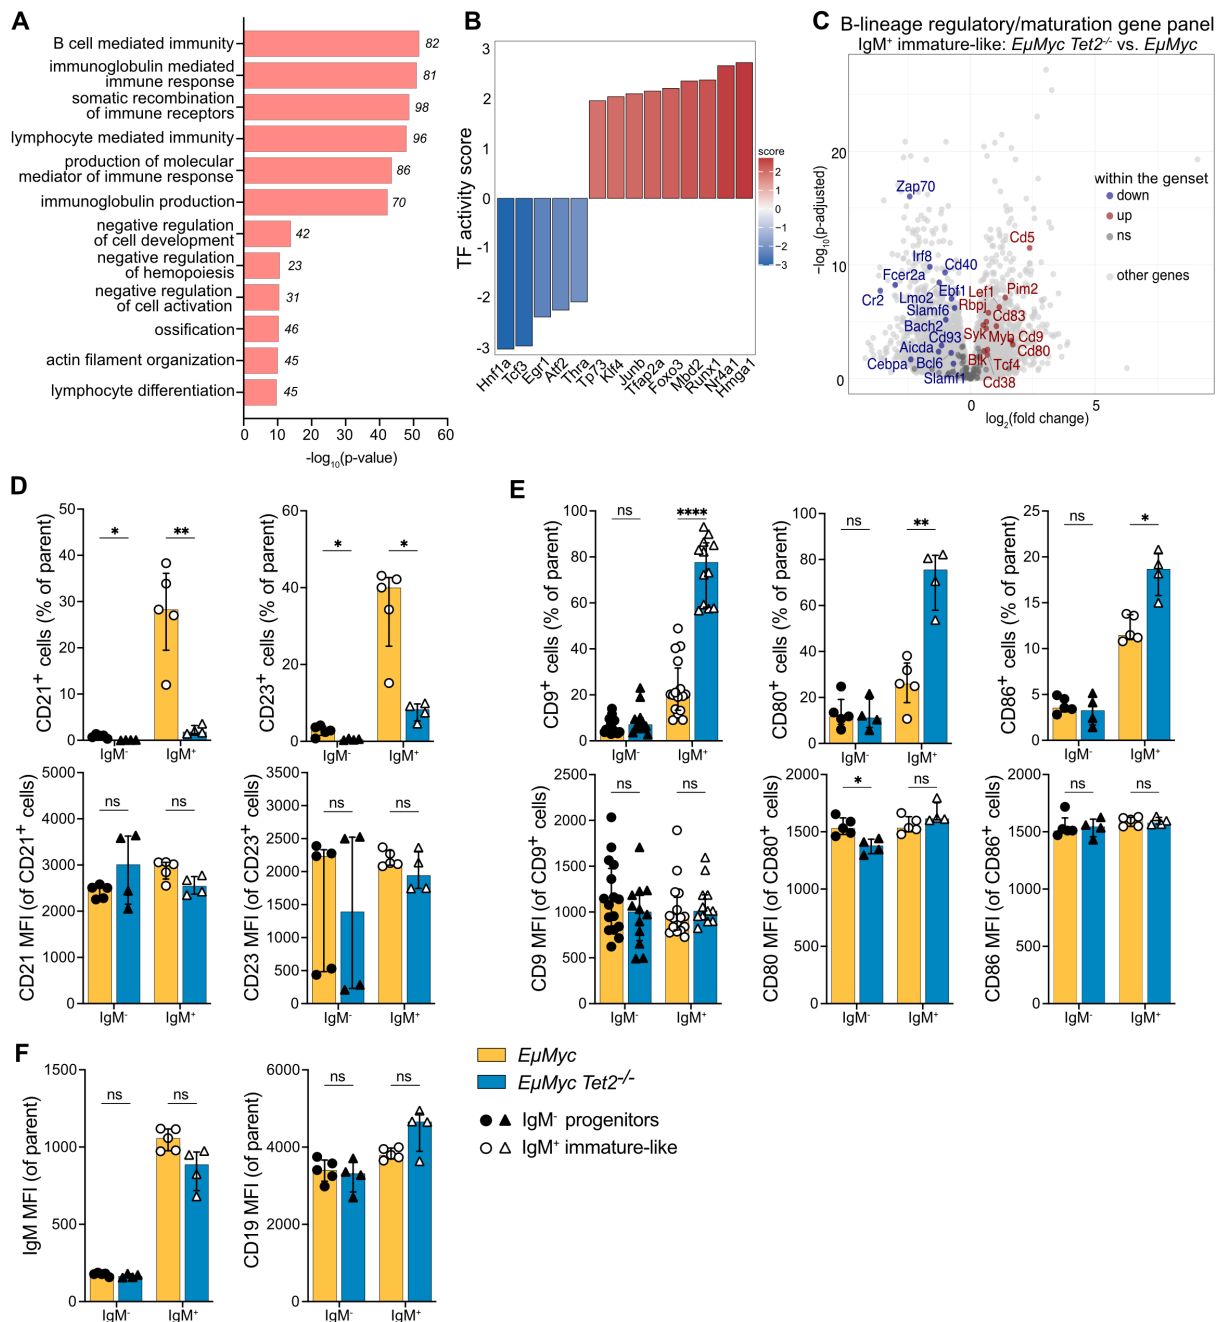 A
B cell mediated immunity
82
immunoglobulin mediated
immune response
81
somatic recombination
of immune receptors
98
lymphocyte mediated immunity
96
production of molecular
mediator of immune response
86
immunoglobulin production
70
negative regulation
of cell development
42
negative regulation
of hemopoiesis
23
negative regulation
of cell activation
31
ossification
46
actin filament organization
45
lymphocyte differentiation
45
0 10 20 30 40 50 60
-log10(p-value)
B
TF activity score
3
2
1
0
-1
-2
-3
Hnf1a Tcf3 Egr1 Atf2 Thra Tp73 Klf4 Junb Tfap2a Foxo3 Mbd2 Runx1 Nr4a1 Hmga1
score
2
1
0
−1
−2
−3
C
B-lineage regulatory/maturation gene panel
IgM+ immature-like: EμMyc Tet2-/- vs. EμMyc
-log10(p-adjusted)
20
10
0
0 5
log2(fold change)
within the genset
down
up
ns
other genes
Zap70
Cd5
Irf8
Cd40
Fcer2a
Cr2
Ebf1
Lef1
Pim2
Lmo2
Rbpj
Slamf6
Cd83
Bach2
Cd93
Syk
Myb
Cd9
Aicda
Cd80
Cebpa
Bcl6
Blk
Tcf4
Slamf1
Cd38
D
CD21+ cells (% of parent)
50
40
30
20
10
0
* **
IgM- IgM+
CD23+ cells (% of parent)
60
40
20
0
* *
IgM- IgM+
CD21 MFI (of CD21+ cells)
5000
4000
3000
2000
1000
0
ns ns
IgM- IgM+
CD23 MFI (of CD23+ cells)
3500
3000
2500
2000
1500
1000
500
0
ns ns
IgM- IgM+
E
CD9+ cells (% of parent)
100
80
60
40
20
0
ns ****
IgM- IgM+
CD80+ cells (% of parent)
100
80
60
40
20
0
ns **
IgM- IgM+
CD86+ cells (% of parent)
25
20
15
10
5
0
ns *
IgM- IgM+
CD9 MFI (of CD9+ cells)
2500
2000
1500
1000
500
0
ns ns
IgM- IgM+
CD80 MFI (of CD80+ cells)
2000
1500
1000
500
0
* ns
IgM- IgM+
CD86 MFI (of CD86+ cells)
2000
1500
1000
500
0
ns ns
IgM- IgM+
F
IgM MFI (of parent)
1500
1000
500
0
ns ns
IgM- IgM+
CD19 MFI (of parent)
6000
4000
2000
0
ns ns
IgM- IgM+
EμMyc
EμMyc Tet2-/-
IgM- progenitors
IgM+ immature-like